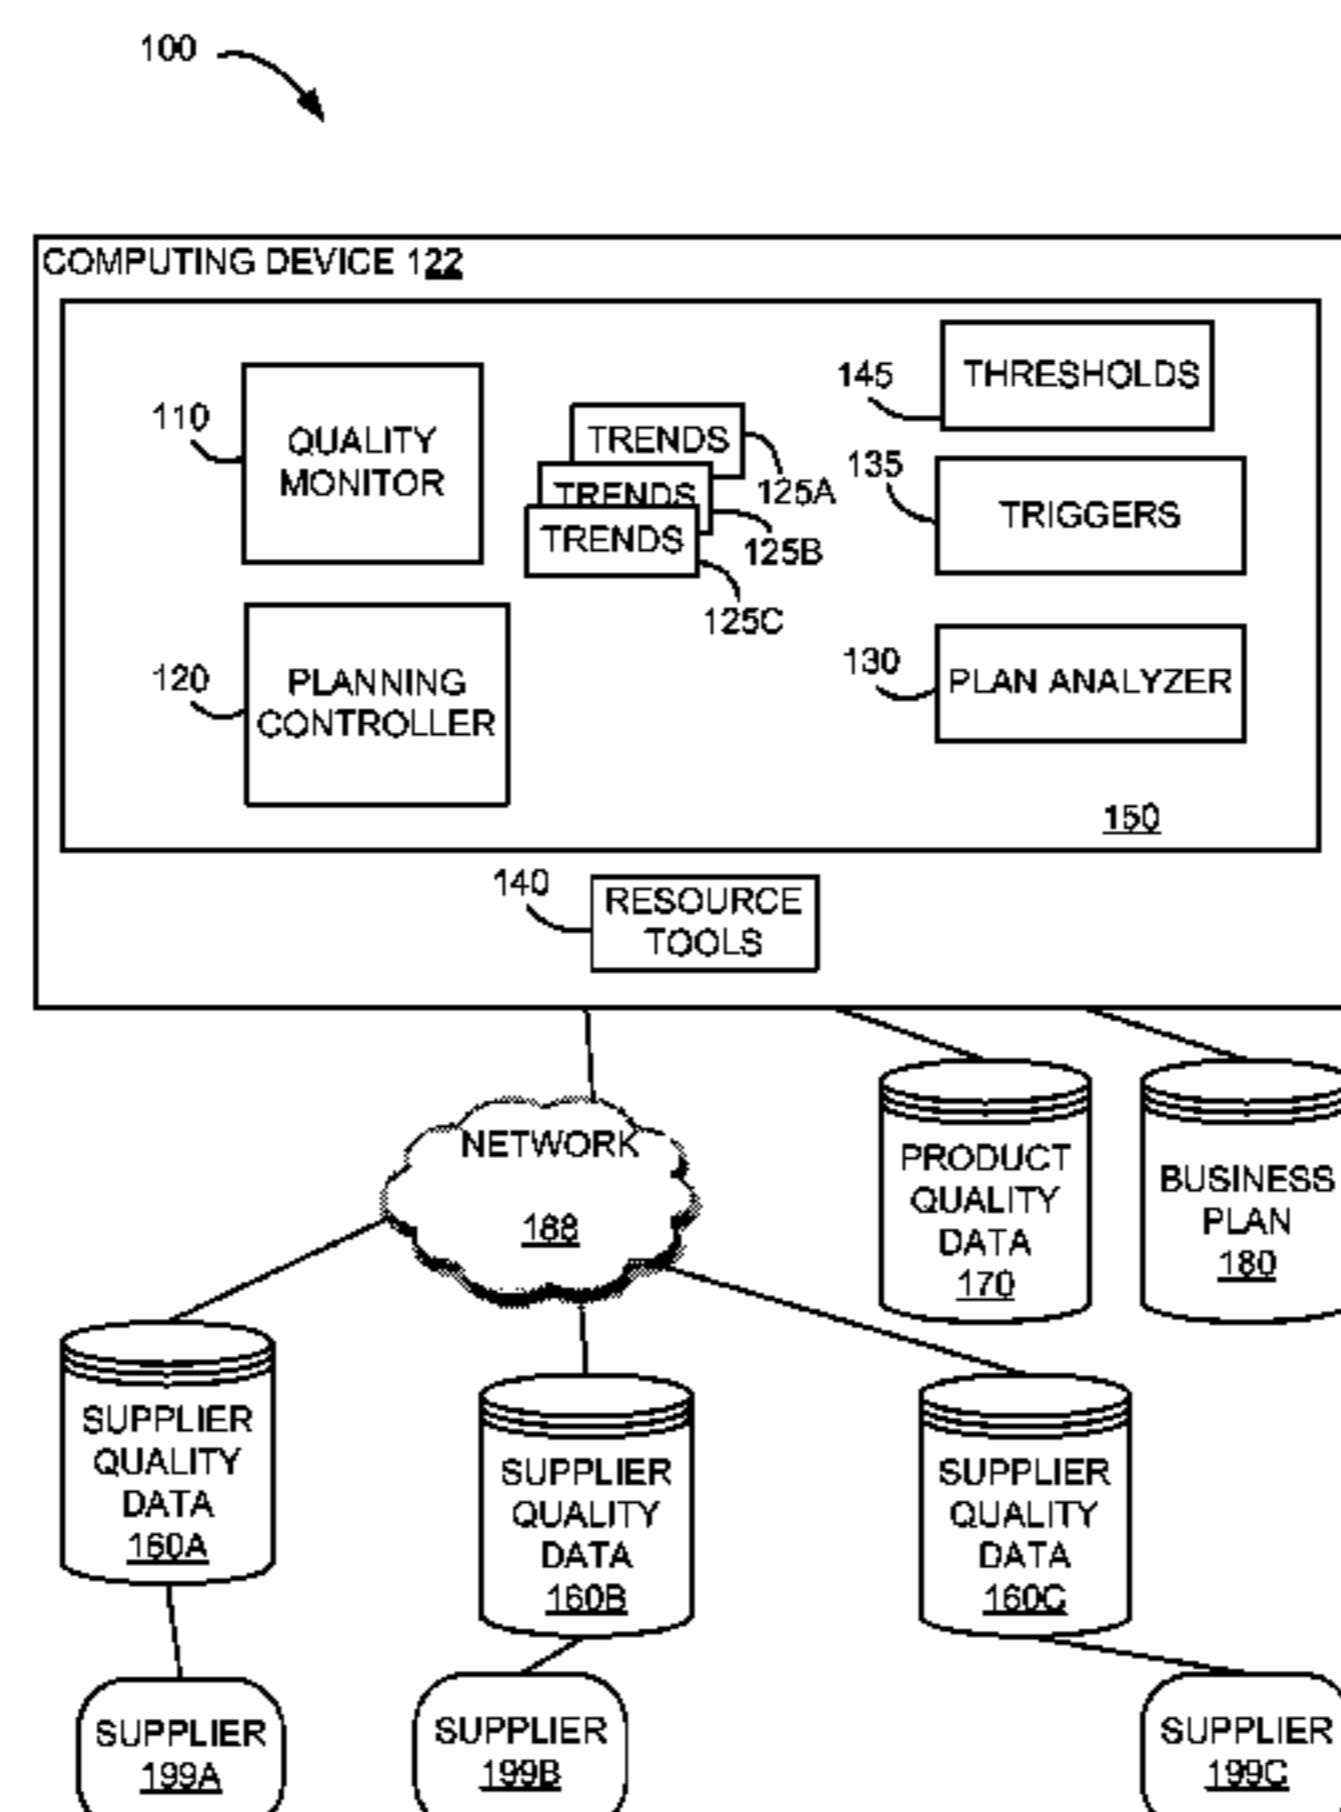 100
COMPUTING DEVICE 122
THRESHOLDS
145
110
QUALITY
MONITOR
TRENDS
125A
TRENDS
125B
TRENDS
125C
135
TRIGGERS
120
PLANNING
CONTROLLER
130
PLAN ANALYZER
150
140
RESOURCE
TOOLS
NETWORK
188
PRODUCT
QUALITY
DATA
170
BUSINESS
PLAN
180
SUPPLIER
QUALITY
DATA
160A
SUPPLIER
QUALITY
DATA
160B
SUPPLIER
QUALITY
DATA
160C
SUPPLIER
199A
SUPPLIER
199B
SUPPLIER
199C